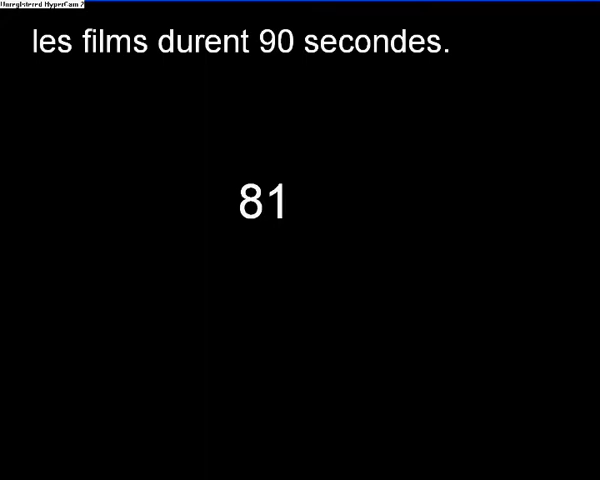 Unregistered HyperCam 2
les films durent 90 secondes.
81